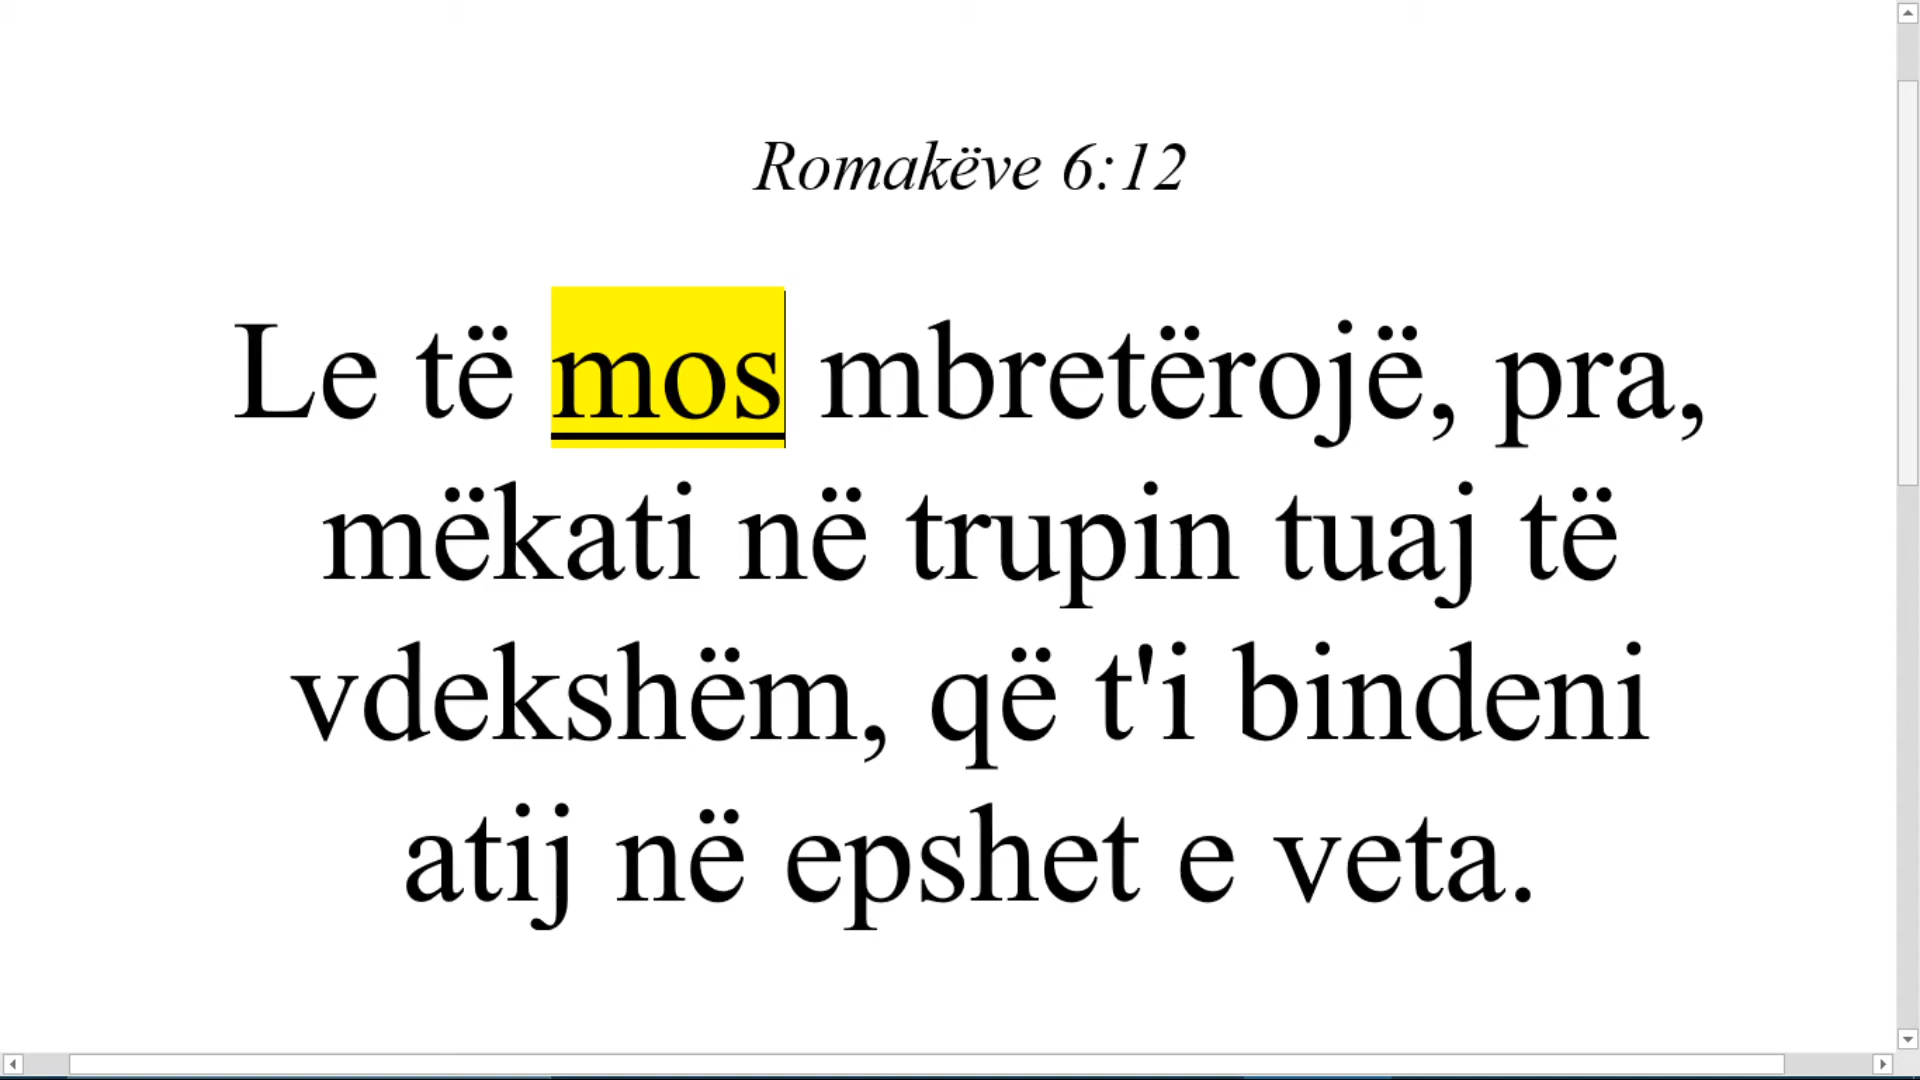 Romakëve 6:12
Le të mos mbretërojë, pra,
mëkati në trupin tuaj të
vdekshëm, që t'i bindeni
atij në epshet e veta.